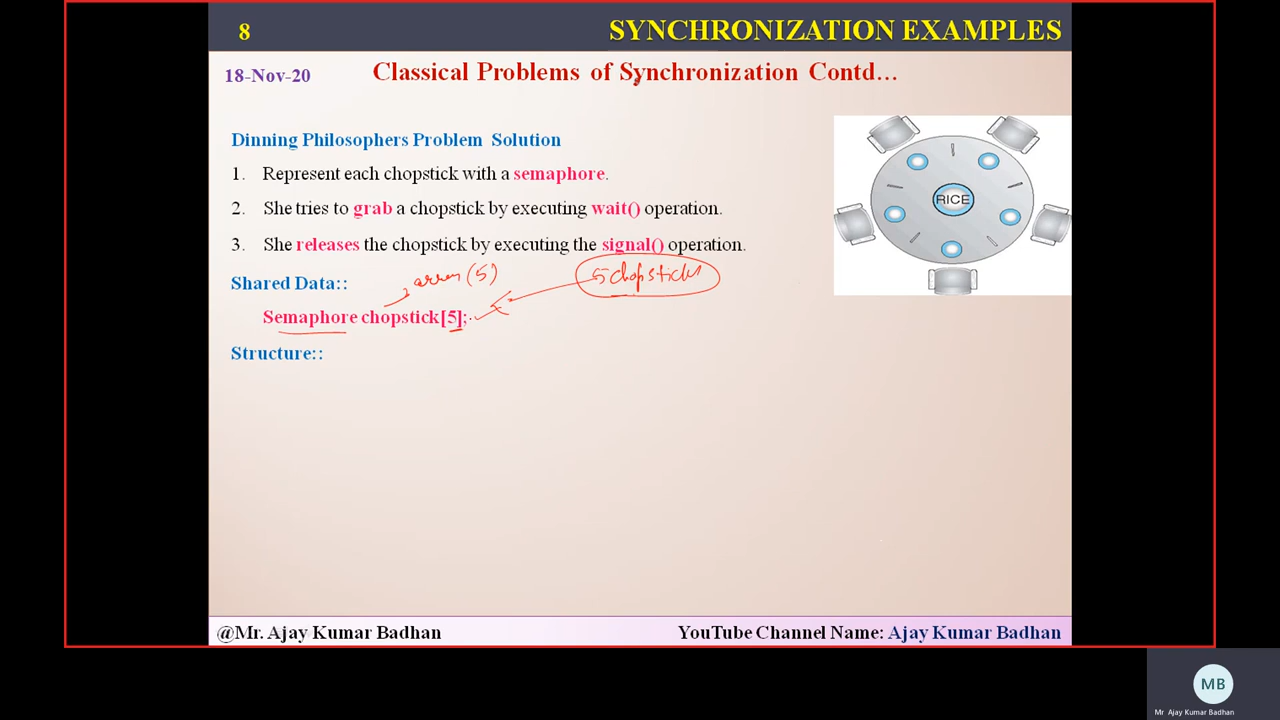 8
SYNCHRONIZATION EXAMPLES
18-Nov-20
Classical Problems of Synchronization Contd...
Dinning Philosophers Problem Solution
1. Represent each chopstick with a semaphore.
2. She tries to grab a chopstick by executing wait() operation.
3. She releases the chopstick by executing the signal() operation.
RICE
Shared Data::
(5)
5 chopsticks
Semaphore chopstick[5];
Structure::
@Mr. Ajay Kumar Badhan
YouTube Channel Name: Ajay Kumar Badhan
MB
Mr Ajay Kumar Badhan